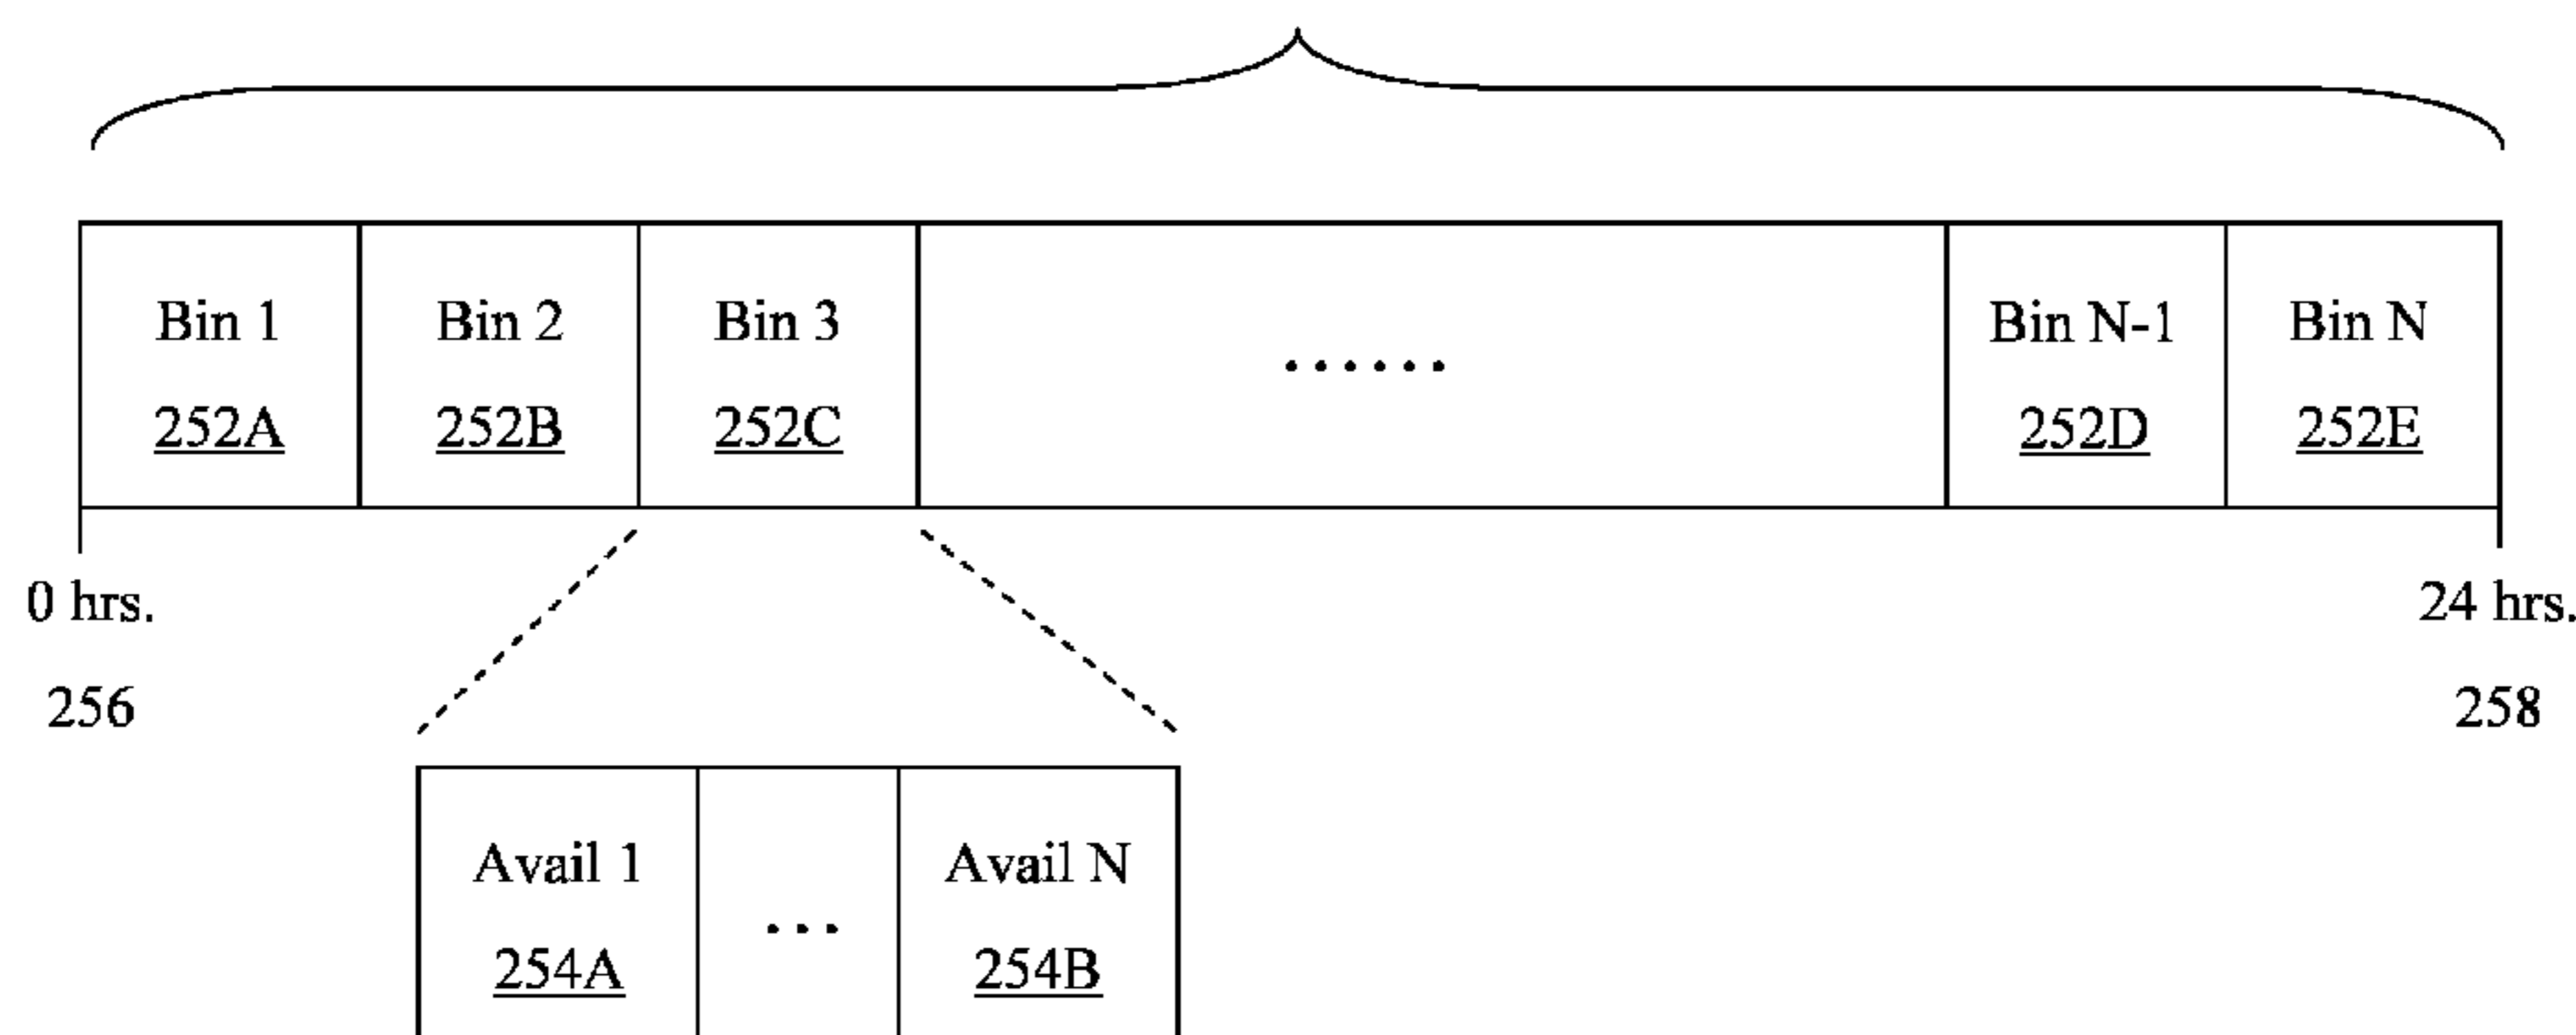 Bin 1
252A
Bin 2
252B
Bin 3
252C
......
Bin N-1
252D
Bin N
252E
0 hrs.
256
24 hrs.
258
Avail 1
254A
...
Avail N
254B